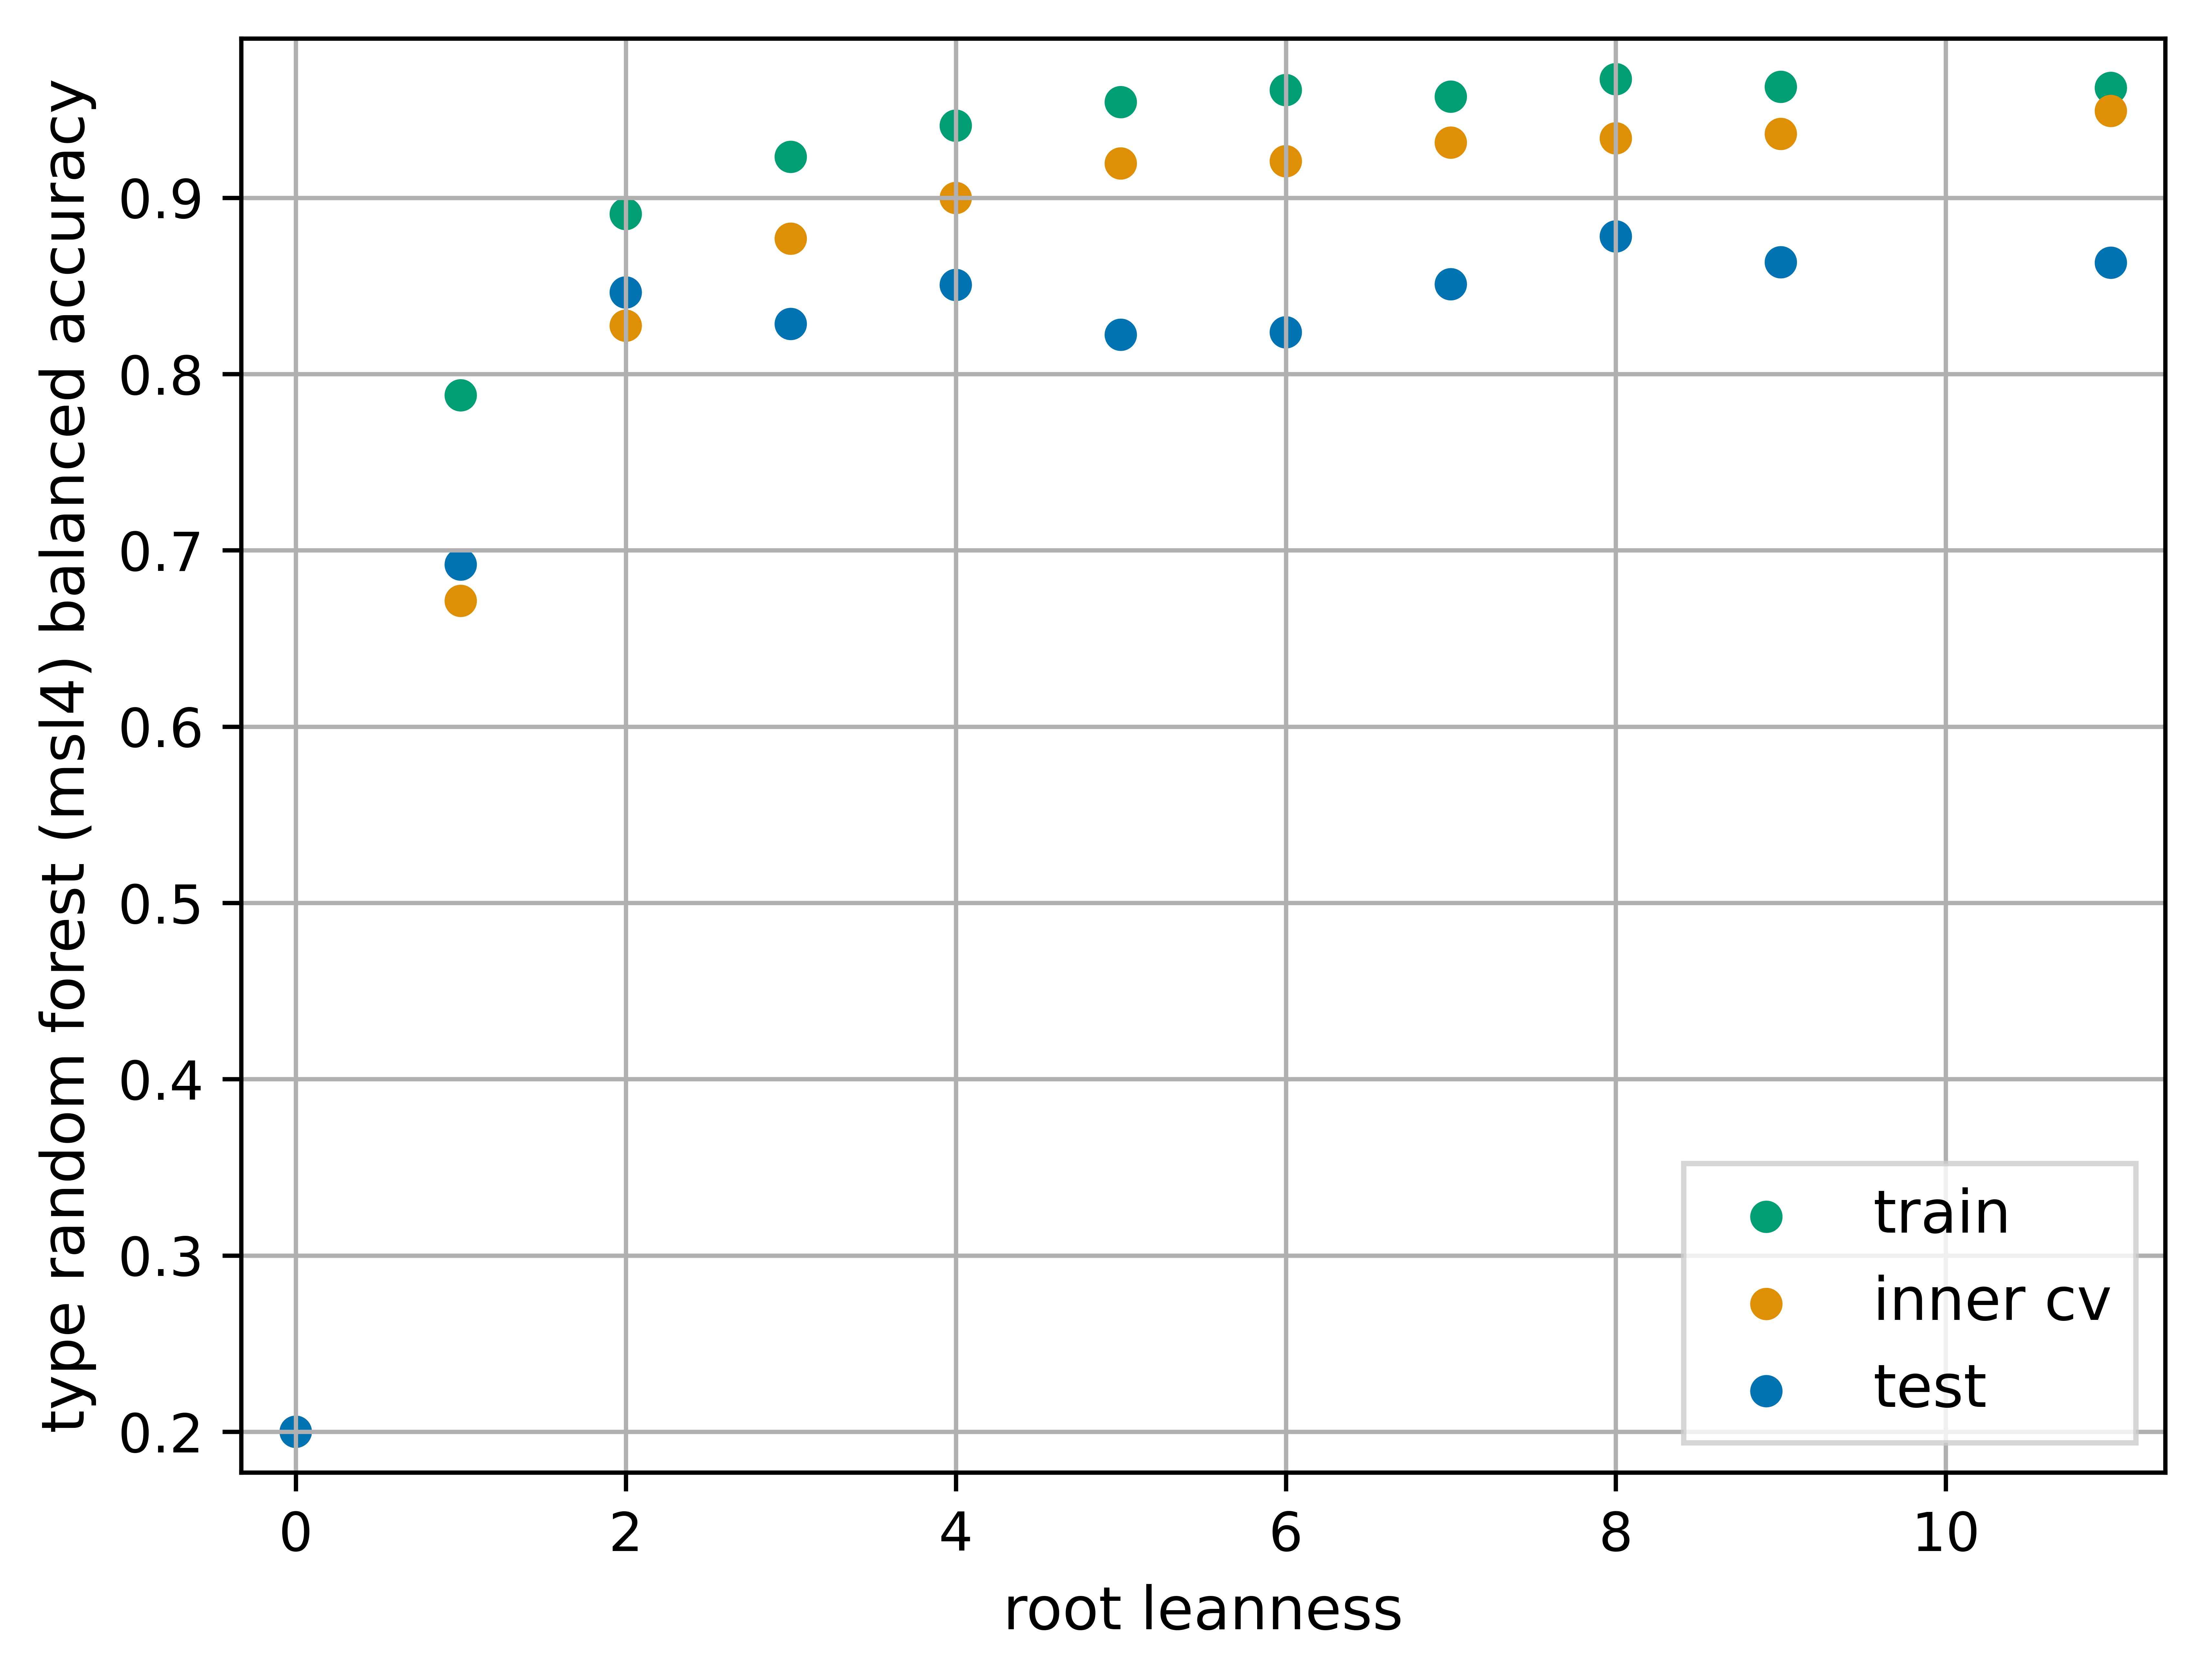 type random forest (msl4) balanced accuracy
0.9
0.8
0.7
0.6
0.5
0.4
0.3
0.2
0 2 4 6 8 10
root leanness
train
inner cv
test